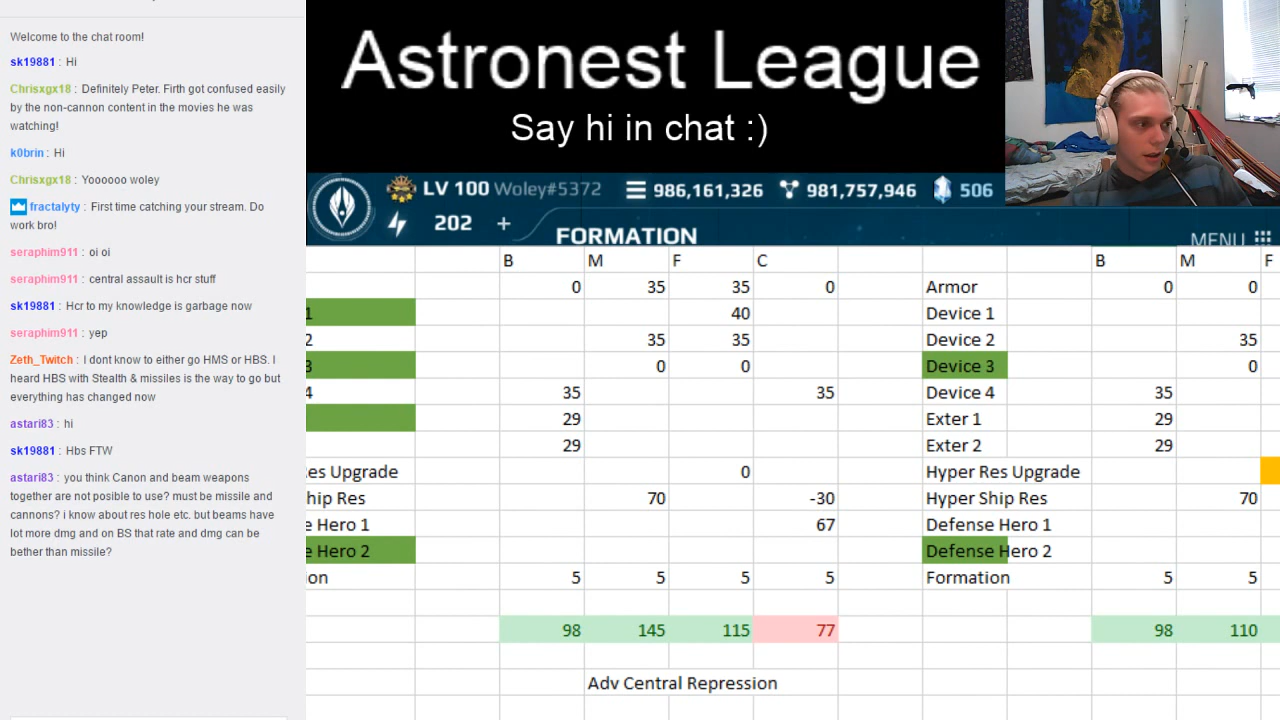 Welcome to the chat room!
sk19881 : Hi
Chrisxgx18 : Definitely Peter. Firth got confused easily
by the non-cannon content in the movies he was
watching!
k0brin : Hi
Chrisxgx18 : Yoooooo woley
fractalyty : First time catching your stream. Do
work bro!
seraphim911 : oi oi
seraphim911 : central assault is hcr stuff
sk19881 : Hcr to my knowledge is garbage now
seraphim911 : yep
Zeth_Twitch : I dont know to either go HMS or HBS. I
heard HBS with Stealth & missiles is the way to go but
everything has changed now
astari83 : hi
sk19881 : Hbs FTW
astari83 : you think Canon and beam weapons
together are not posible to use? must be missile and
cannons? i know about res hole etc. but beams have
lot more dmg and on BS that rate and dmg can be
bether than missile?
Astronest League
Say hi in chat :)
LV 100 Woley#5372 986,161,326 981,757,946 506
202 +
FORMATION
MENU
B M F C B M F
0 35 35 0 Armor 0 0
1 40 Device 1
2 35 35 Device 2 35
3 0 0 Device 3 0
4 35 35 Device 4 35
29 Exter 1 29
29 Exter 2 29
es Upgrade 0 Hyper Res Upgrade
hip Res 70 -30 Hyper Ship Res 70
e Hero 1 67 Defense Hero 1
e Hero 2 Defense Hero 2
on 5 5 5 5 Formation 5 5
98 145 115 77 98 110
Adv Central Repression